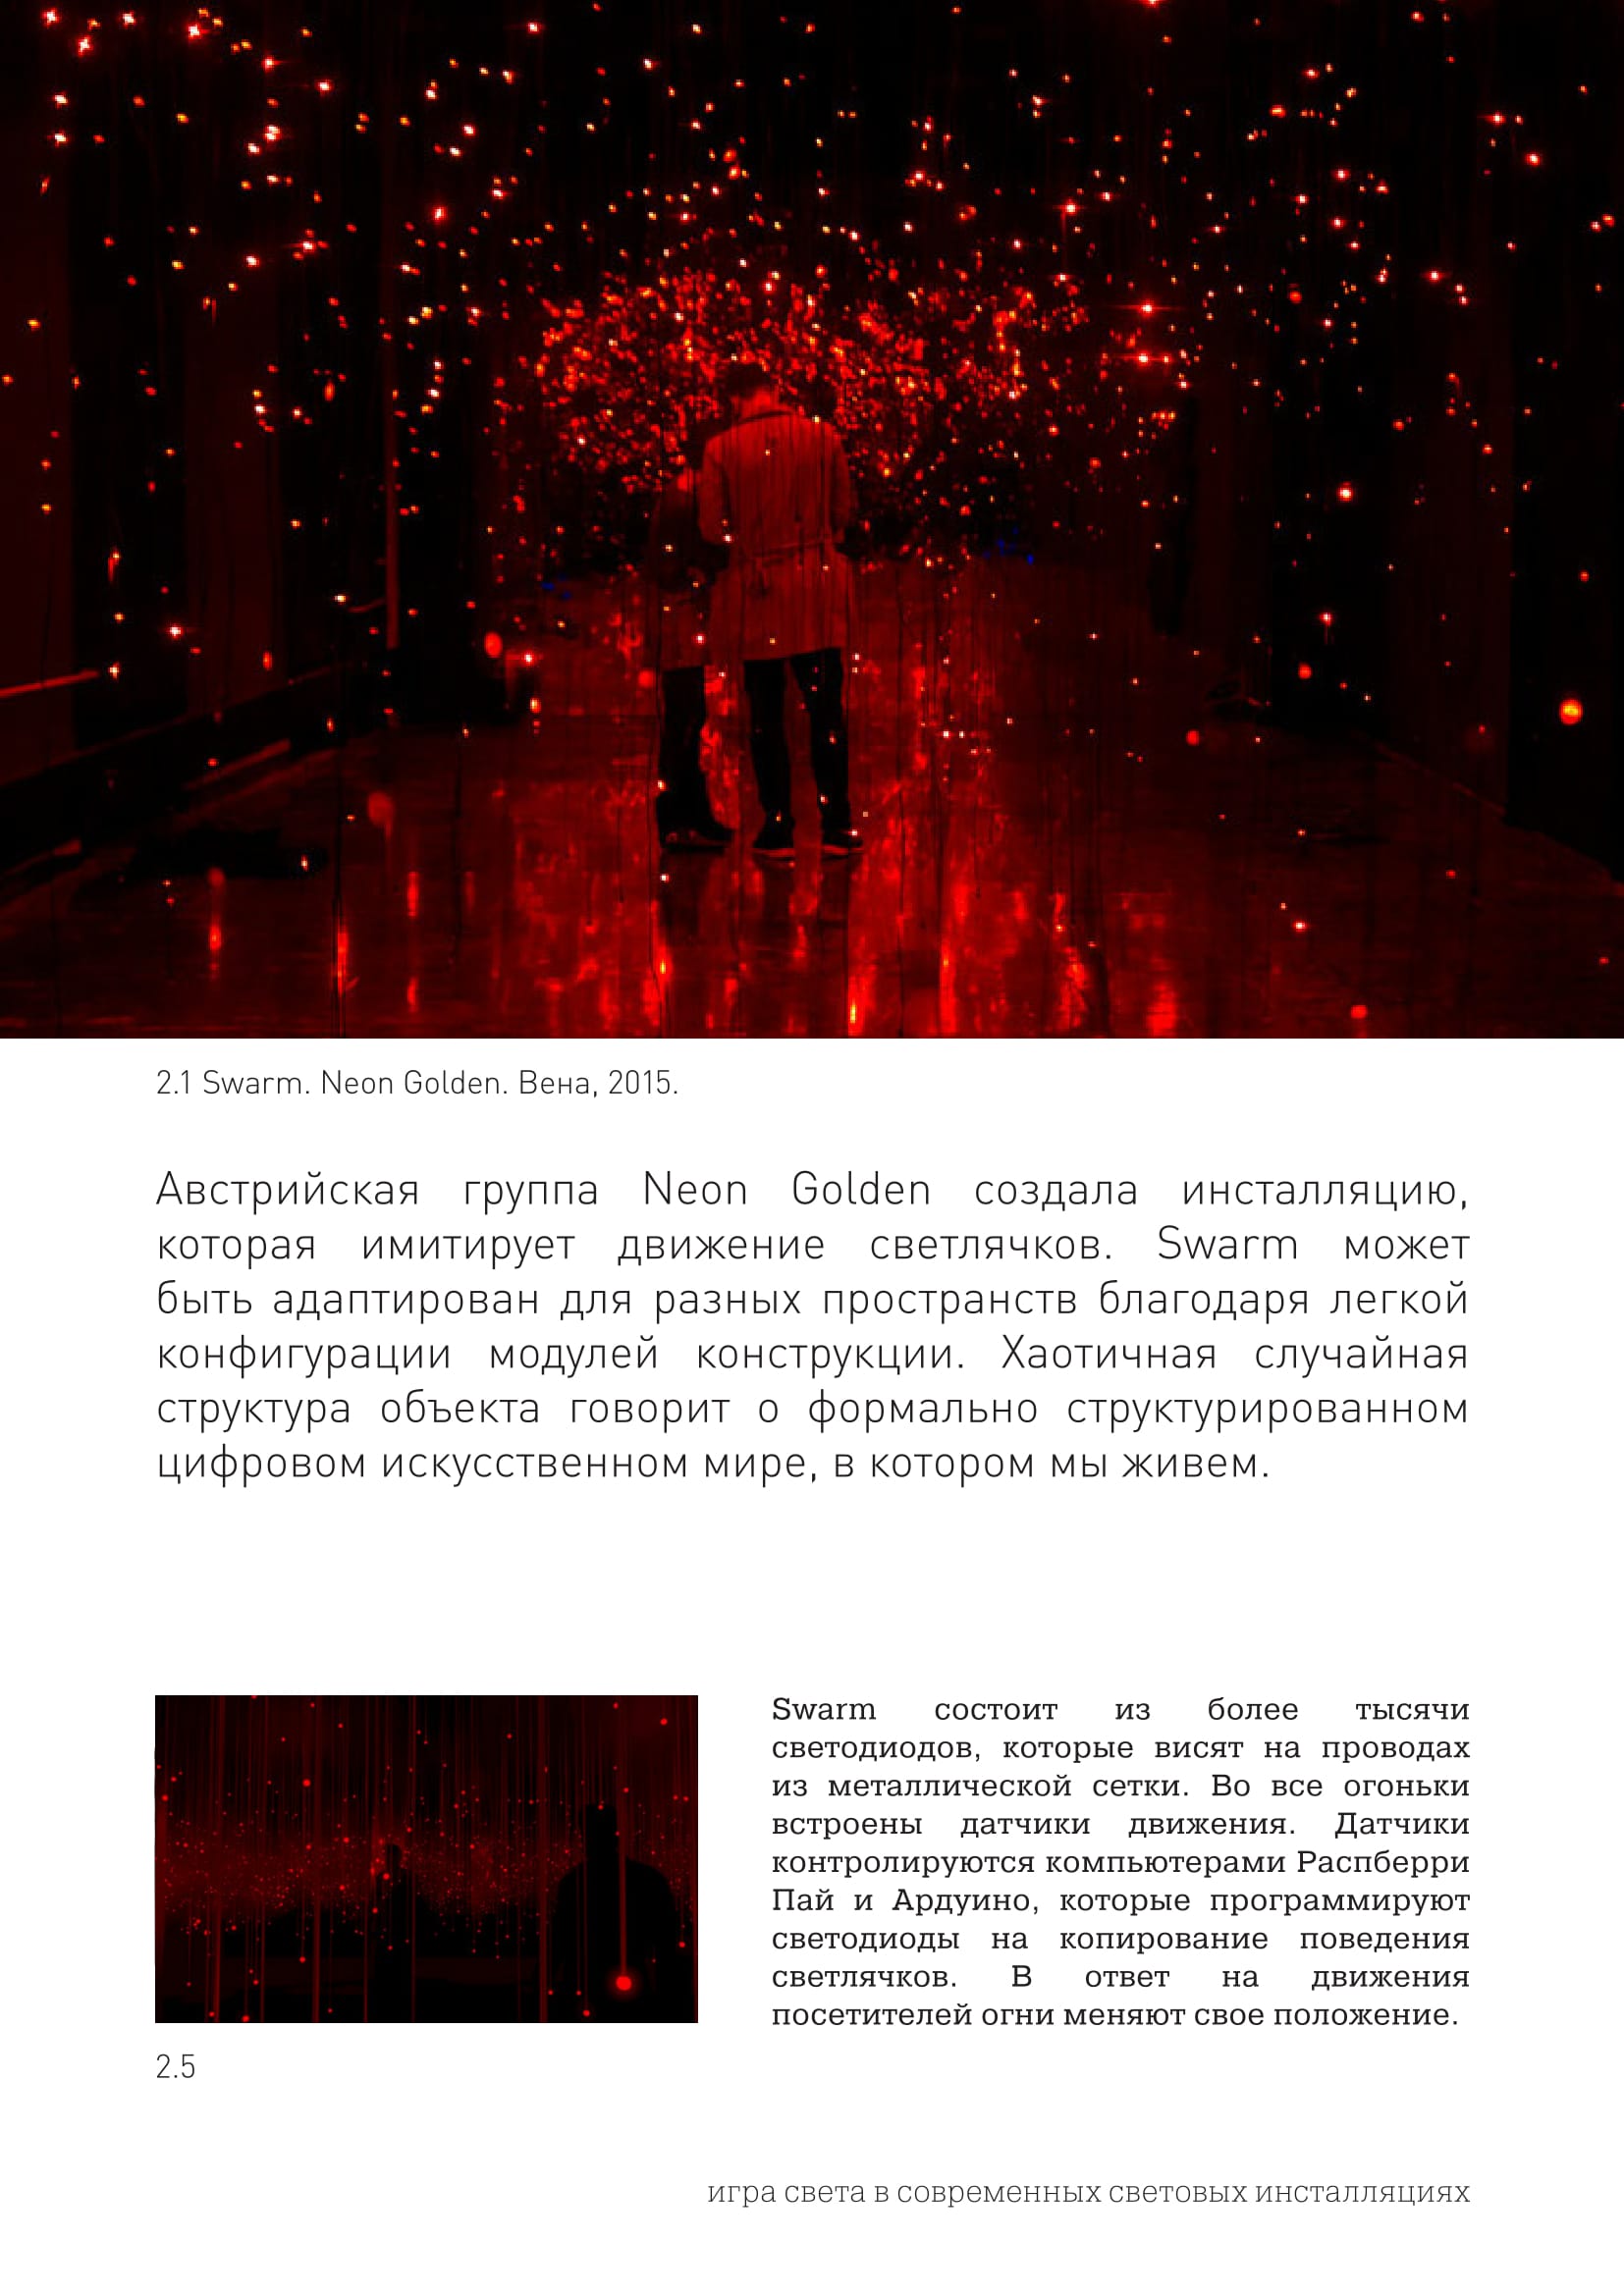 2.1 Swarm. Neon Golden. Вена, 2015.
Австрийская группа Neon Golden создала инсталляцию,
которая имитирует движение светлячков. Swarm может
быть адаптирован для разных пространств благодаря легкой
конфигурации модулей конструкции. Хаотичная случайная
структура объекта говорит о формально структурированном
цифровом искусственном мире, в котором мы живем.
Swarm состоит из более тысячи
светодиодов, которые висят на проводах
из металлической сетки. Во все огоньки
встроены датчики движения. Датчики
контролируются компьютерами Распберри
Пай и Ардуино, которые программируют
светодиоды на копирование поведения
светлячков. В ответ на движения
посетителей огни меняют свое положение.
2.5
игра света в современных световых инсталляциях